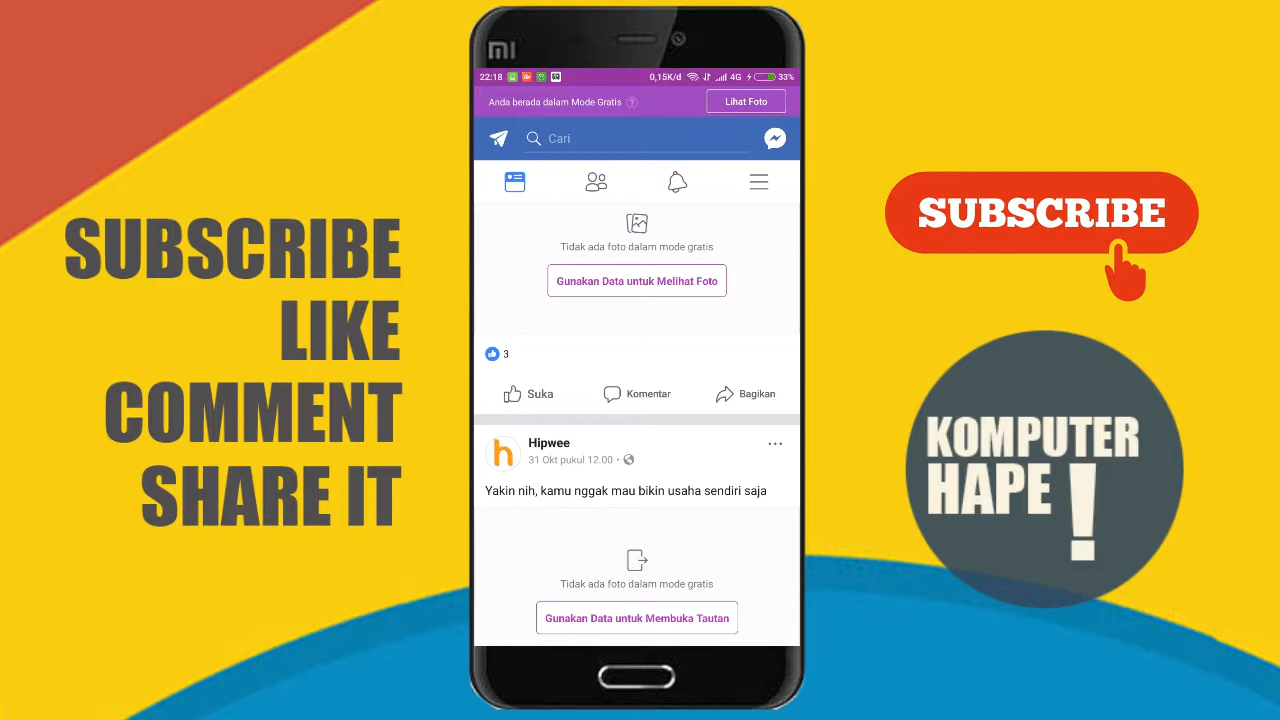 SUBSCRIBE
LIKE
COMMENT
SHARE IT
mi
22:18
0,15K/d
4G
33%
Anda berada dalam Mode Gratis ?
Lihat Foto
Cari
Tidak ada foto dalam mode gratis
Gunakan Data untuk Melihat Foto
3
Suka
Komentar
Bagikan
h
Hipwee
31 Okt pukul 12.00 •
Yakin nih, kamu nggak mau bikin usaha sendiri saja
Tidak ada foto dalam mode gratis
Gunakan Data untuk Membuka Tautan
SUBSCRIBE
KOMPUTER
HAPE !